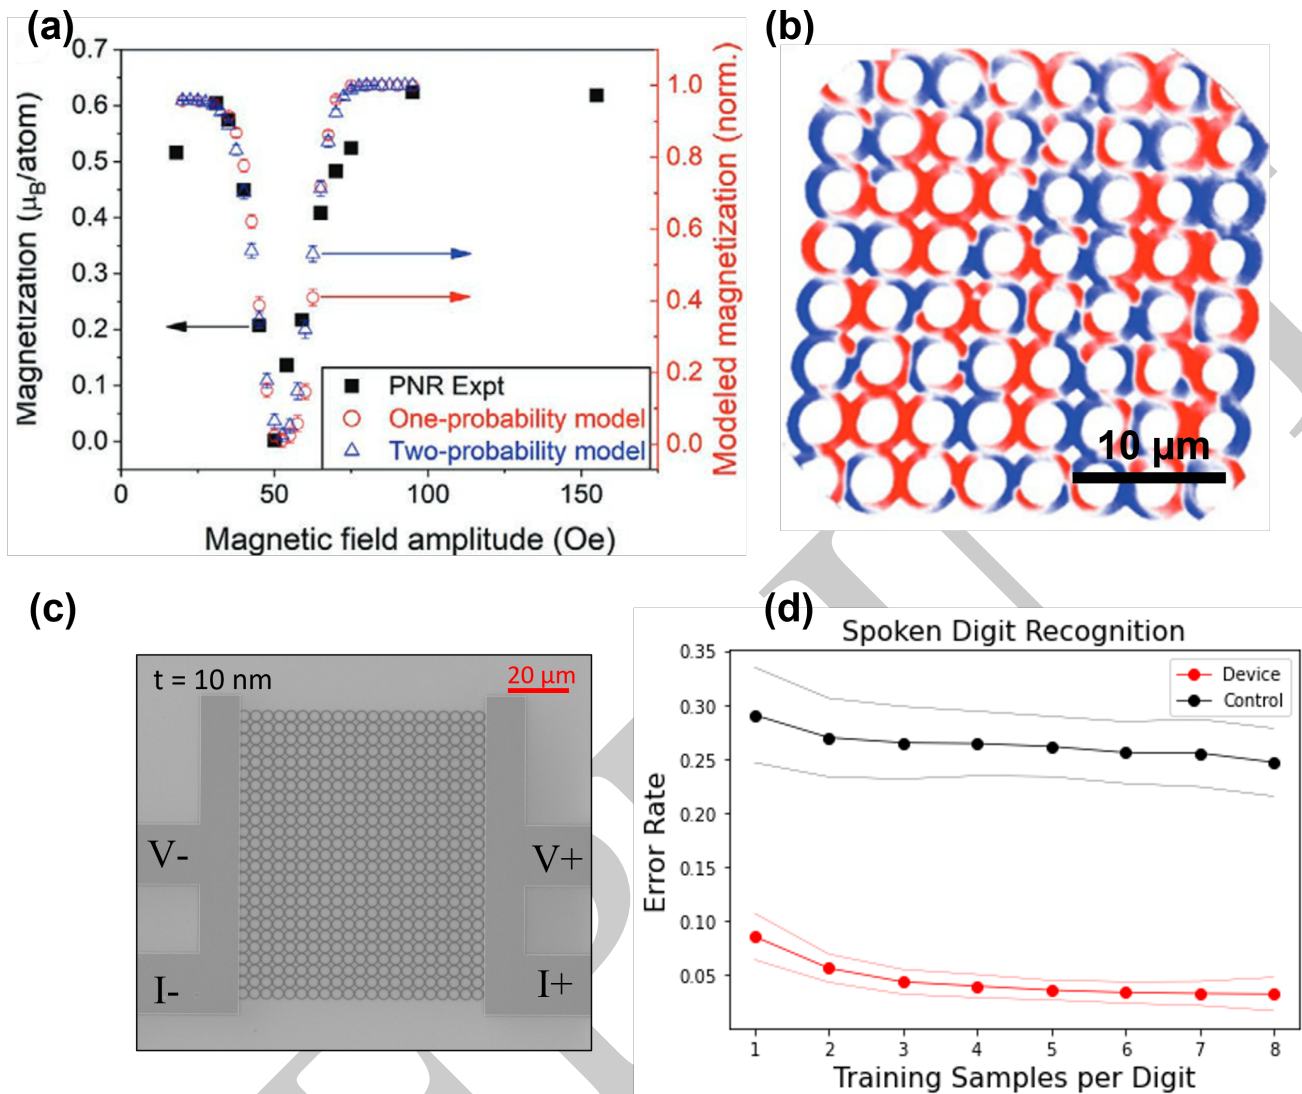 (a)
0.7
0.6
0.5
0.4
0.3
0.2
0.1
0.0
Magnetization (μB/atom)
1.0
0.8
0.6
0.4
0.2
0.0
Modeled magnetization (norm.)
PNR Expt
One-probability model
Two-probability model
0 50 100 150
Magnetic field amplitude (Oe)
(b)
10 μm
(c)
t = 10 nm
20 μm
V-
V+
I-
I+
(d)
Spoken Digit Recognition
0.35
0.30
0.25
0.20
0.15
0.10
0.05
Error Rate
Device
Control
1 2 3 4 5 6 7 8
Training Samples per Digit